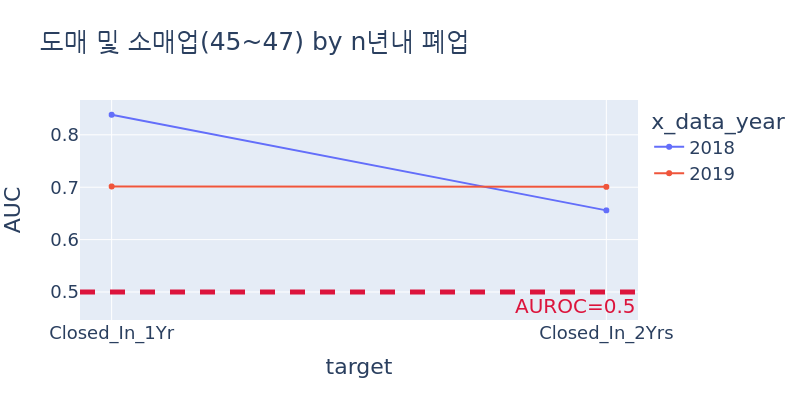 도매 및 소매업(45~47) by n년내 폐업
x_data_year
2018
2019
AUC
0.8
0.7
0.6
0.5
AUROC=0.5
Closed_In_1Yr
Closed_In_2Yrs
target